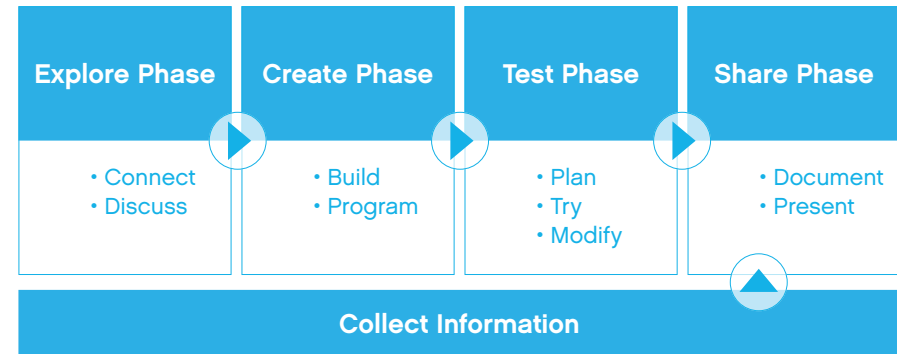 Explore Phase
• Connect
• Discuss
Create Phase
• Build
• Program
Test Phase
• Plan
• Try
• Modify
Share Phase
• Document
• Present
Collect Information